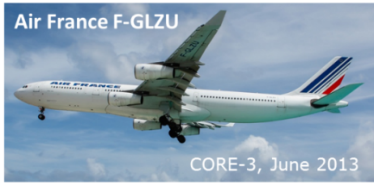 Air France F-GLZU
AIR FRANCE
CORE-3, June 2013